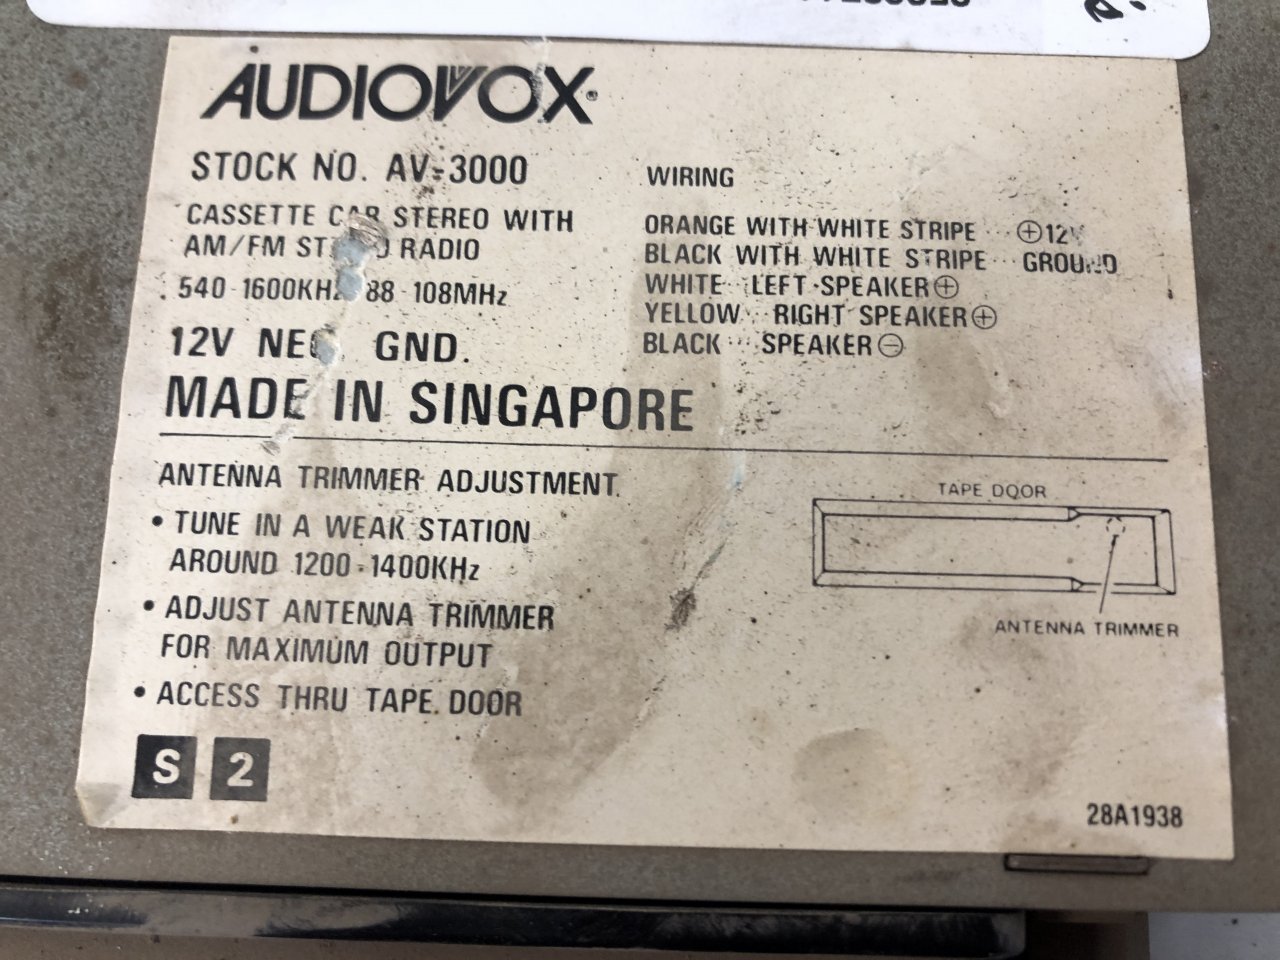 AUDIOVOX®
STOCK NO. AV-3000
CASSETTE CAR STEREO WITH
AM/FM RADIO
540-1600KHz 88-108MHz
12V GND.
MADE IN SINGAPORE
WIRING
ORANGE WITH WHITE STRIPE ··· ⊕12V
BLACK WITH WHITE STRIPE ··· GROUND
WHITE ··· LEFT SPEAKER⊕
YELLOW ··· RIGHT SPEAKER⊕
BLACK ··· SPEAKER⊖
ANTENNA TRIMMER ADJUSTMENT.
• TUNE IN A WEAK STATION
AROUND 1200-1400KHz
• ADJUST ANTENNA TRIMMER
FOR MAXIMUM OUTPUT
• ACCESS THRU TAPE DOOR
S 2
TAPE DOOR
ANTENNA TRIMMER
28A1938